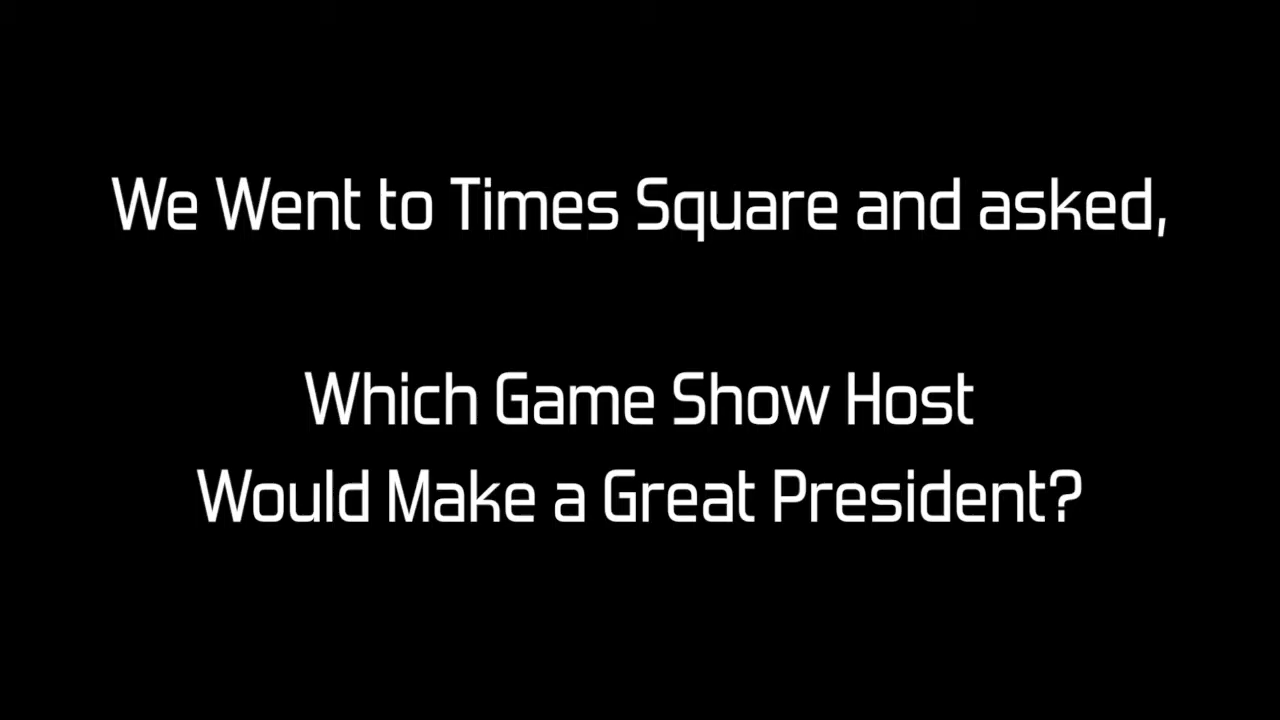 We Went to Times Square and asked,
Which Game Show Host
Would Make a Great President?